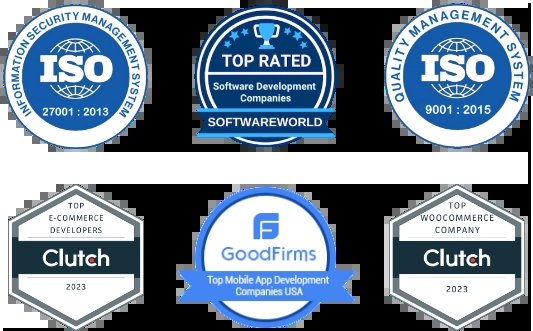 INFORMATION SECURITY MANAGEMENT SYSTEM
ISO
27001 : 2013
TOP RATED
Software Development
Companies
SOFTWAREWORLD
QUALITY MANAGEMENT SYSTEM
ISO
9001 : 2015
TOP
E-COMMERCE
DEVELOPERS
Clutch
2023
GoodFirms
Top Mobile App Development
Companies USA
TOP
WOOCOMMERCE
COMPANY
Clutch
2023